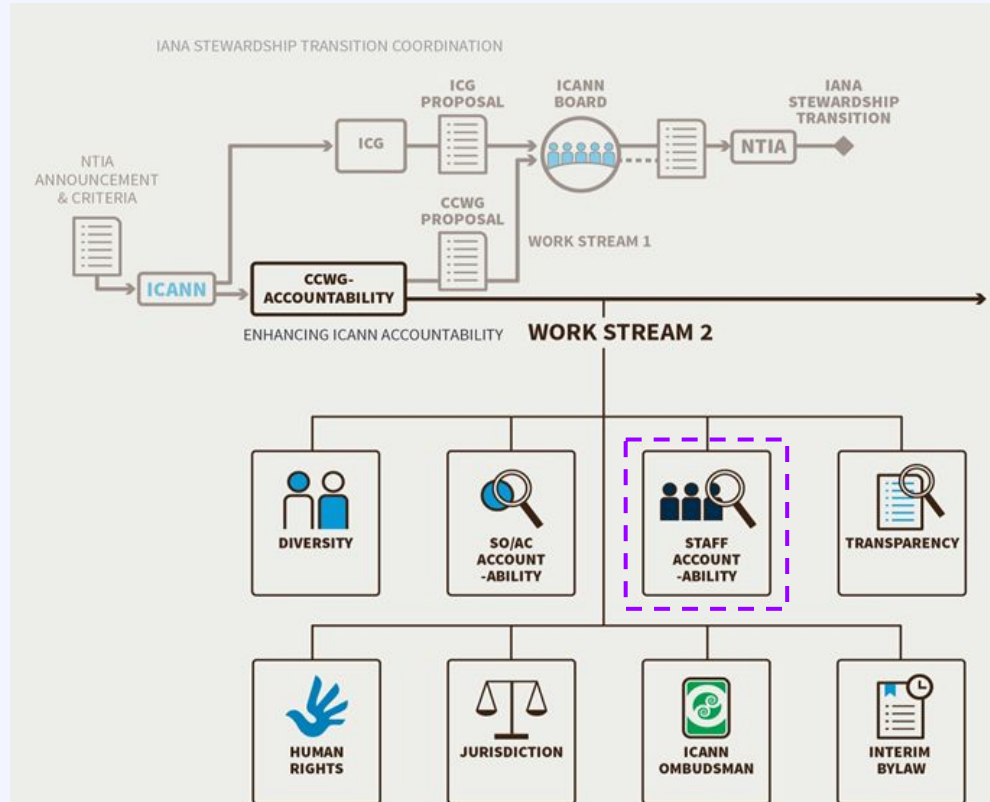 IANA STEWARDSHIP TRANSITION COORDINATION
ICG
PROPOSAL
ICANN
BOARD
IANA
STEWARDSHIP
TRANSITION
ICG
NTIA
NTIA
ANNOUNCEMENT
& CRITERIA
CCWG
PROPOSAL
WORK STREAM 1
ICANN
CCWG-
ACCOUNTABILITY
ENHANCING ICANN ACCOUNTABILITY
WORK STREAM 2
DIVERSITY
SO/AC
ACCOUNT
-ABILITY
STAFF
ACCOUNT
-ABILITY
TRANSPARENCY
HUMAN
RIGHTS
JURISDICTION
ICANN
OMBUDSMAN
INTERIM
BYLAW